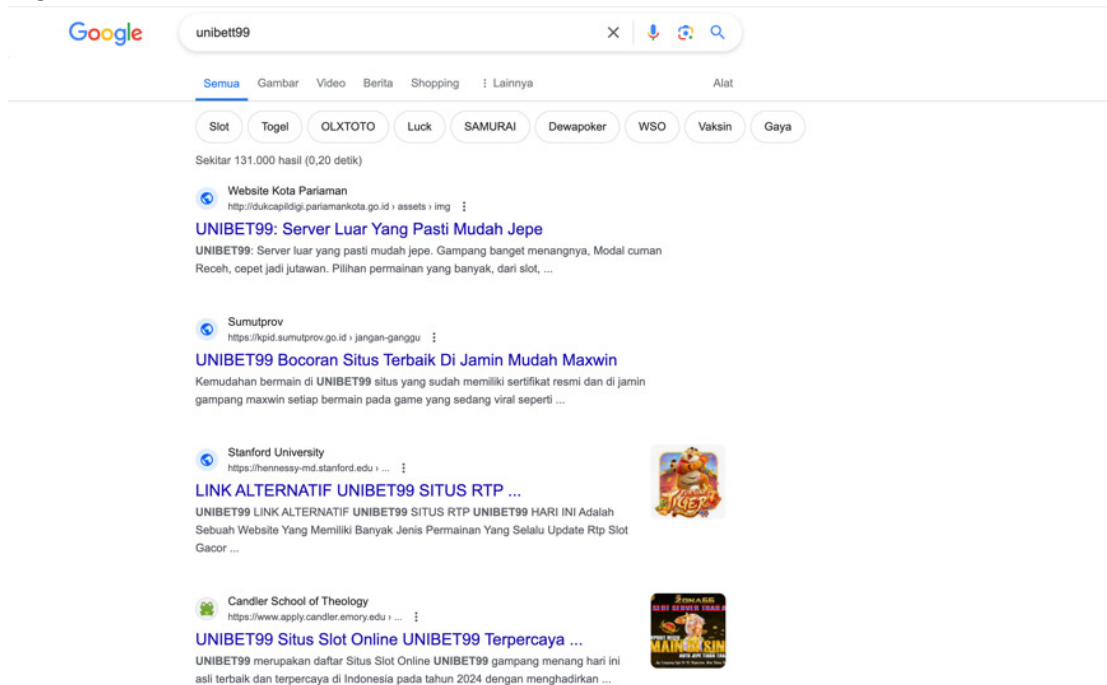 Google
unibett99
Semua Gambar Video Berita Shopping Lainnya Alat
Slot Togel OLXTOTO Luck SAMURAI Dewapoker WSO Vaksin Gaya
Sekitar 131.000 hasil (0,20 detik)
Website Kota Pariaman
http://dukcapildigi.pariamankota.go.id › assets › img
UNIBET99: Server Luar Yang Pasti Mudah Jepe
UNIBET99: Server luar yang pasti mudah jepe. Gampang banget menangnya, Modal cuman
Receh, cepet jadi jutawan. Pilihan permainan yang banyak, dari slot, ...
Sumutprov
https://kpid.sumutprov.go.id › jangan-ganggu
UNIBET99 Bocoran Situs Terbaik Di Jamin Mudah Maxwin
Kemudahan bermain di UNIBET99 situs yang sudah memiliki sertifikat resmi dan di jamin
gampang maxwin setiap bermain pada game yang sedang viral seperti ...
Stanford University
https://hennessy-md.stanford.edu › ...
LINK ALTERNATIF UNIBET99 SITUS RTP ...
UNIBET99 LINK ALTERNATIF UNIBET99 SITUS RTP UNIBET99 HARI INI Adalah
Sebuah Website Yang Memiliki Banyak Jenis Permainan Yang Selalu Update Rtp Slot
Gacor ...
TIGER
Candler School of Theology
https://www.apply.candler.emory.edu › ...
UNIBET99 Situs Slot Online UNIBET99 Terpercaya ...
UNIBET99 merupakan daftar Situs Slot Online UNIBET99 gampang menang hari ini
asli terbaik dan terpercaya di Indonesia pada tahun 2024 dengan menghadirkan ...
ZONA66
SLOT SERVER
MAIN